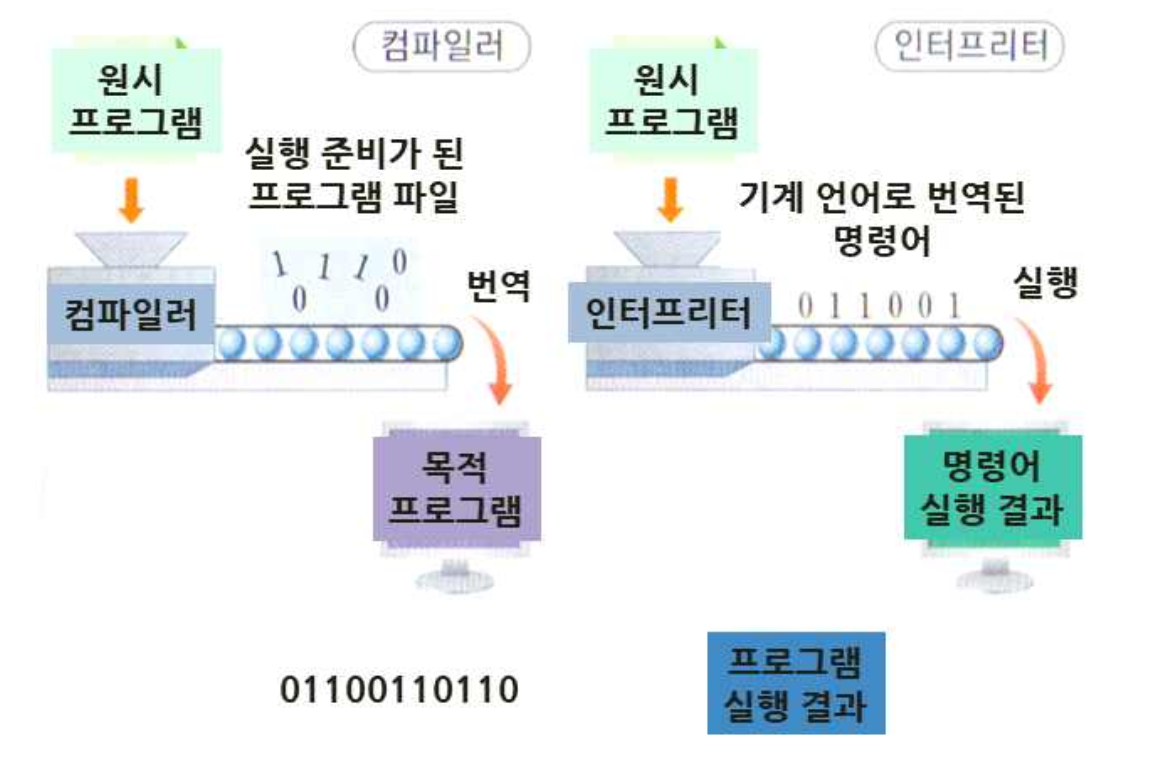 컴파일러
원시
프로그램
실행 준비가 된
프로그램 파일
1 1 1 0
0 0
번역
컴파일러
목적
프로그램
01100110110
인터프리터
원시
프로그램
기계 언어로 번역된
명령어
실행
인터프리터
0 1 1 0 0 1
명령어
실행 결과
프로그램
실행 결과